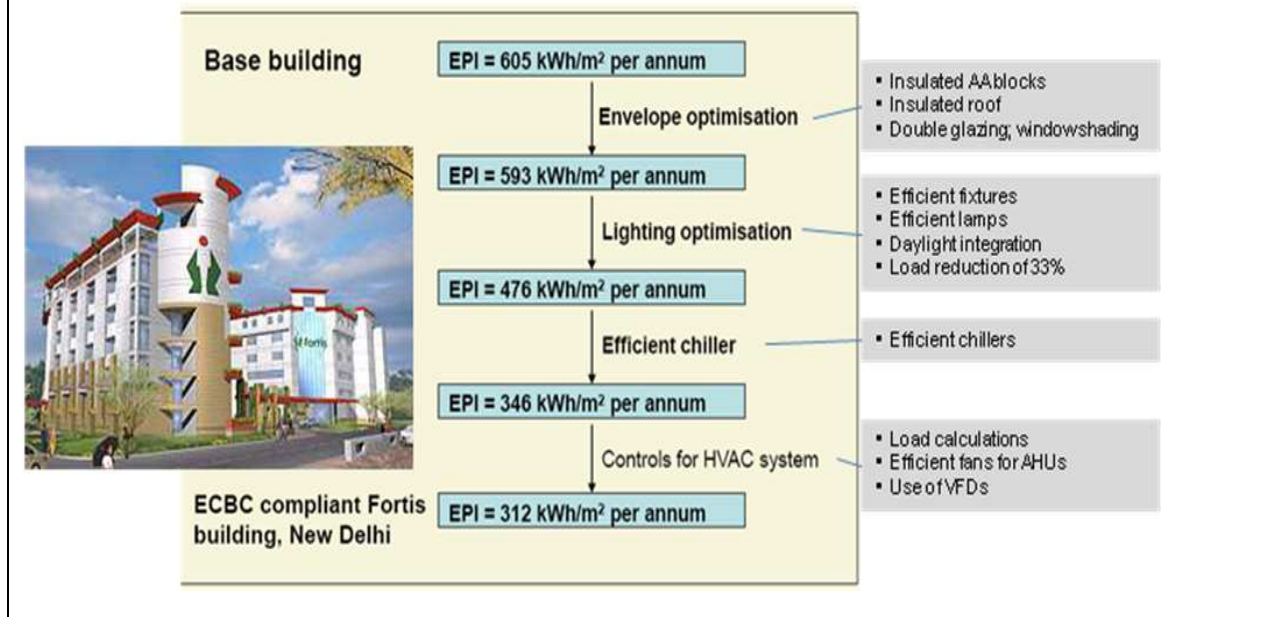 Base building
EPI = 605 kWh/m² per annum
Envelope optimisation
▪ Insulated AAblocks
▪ Insulated roof
▪ Double glazing; windowshading
EPI = 593 kWh/m² per annum
Lighting optimisation
▪ Efficient fixtures
▪ Efficient lamps
▪ Daylight integration
▪ Load reduction of 33%
EPI = 476 kWh/m² per annum
Efficient chiller
▪ Efficient chillers
Fortis
EPI = 346 kWh/m² per annum
Controls for HVAC system
▪ Load calculations
▪ Efficient fans for AHUs
▪ Use of VFDs
ECBC compliant Fortis
building, New Delhi
EPI = 312 kWh/m² per annum